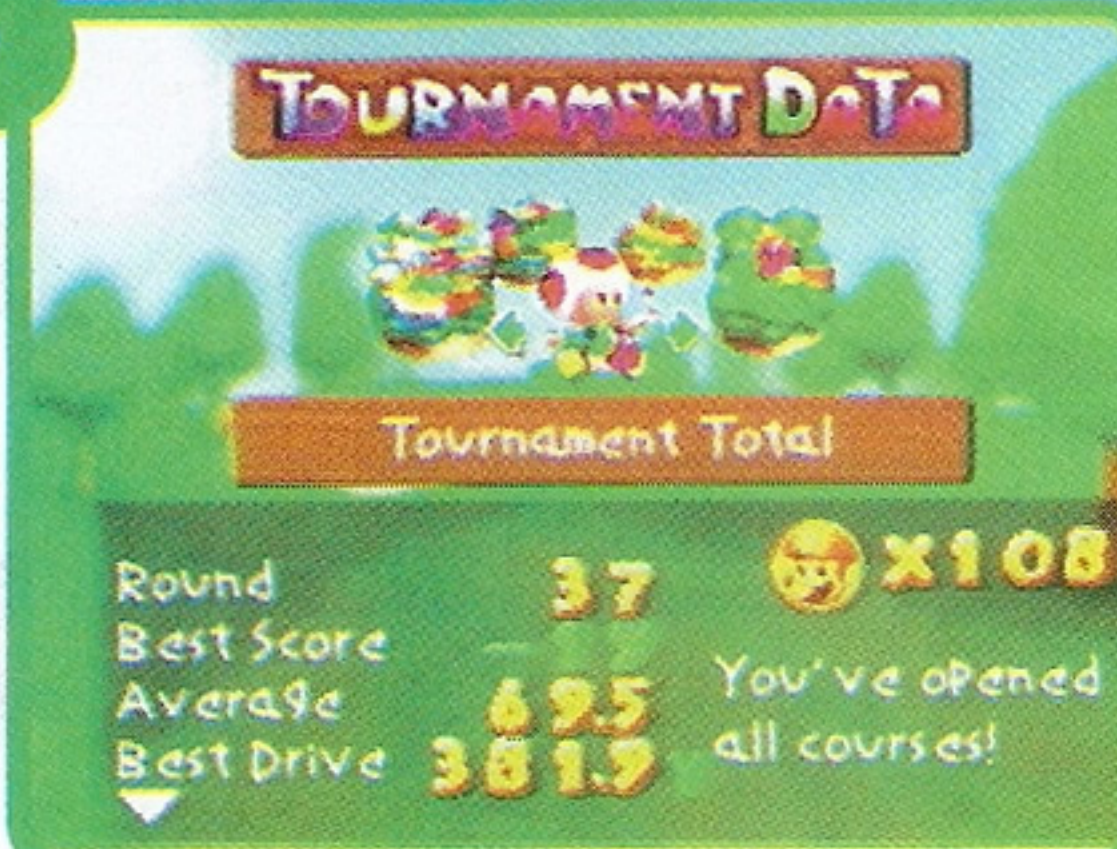 TOURNAMENT DATA
Tournament Total
Round 37
x108
Best Score
Average 69.5
Best Drive 381.9
You've opened
all courses!